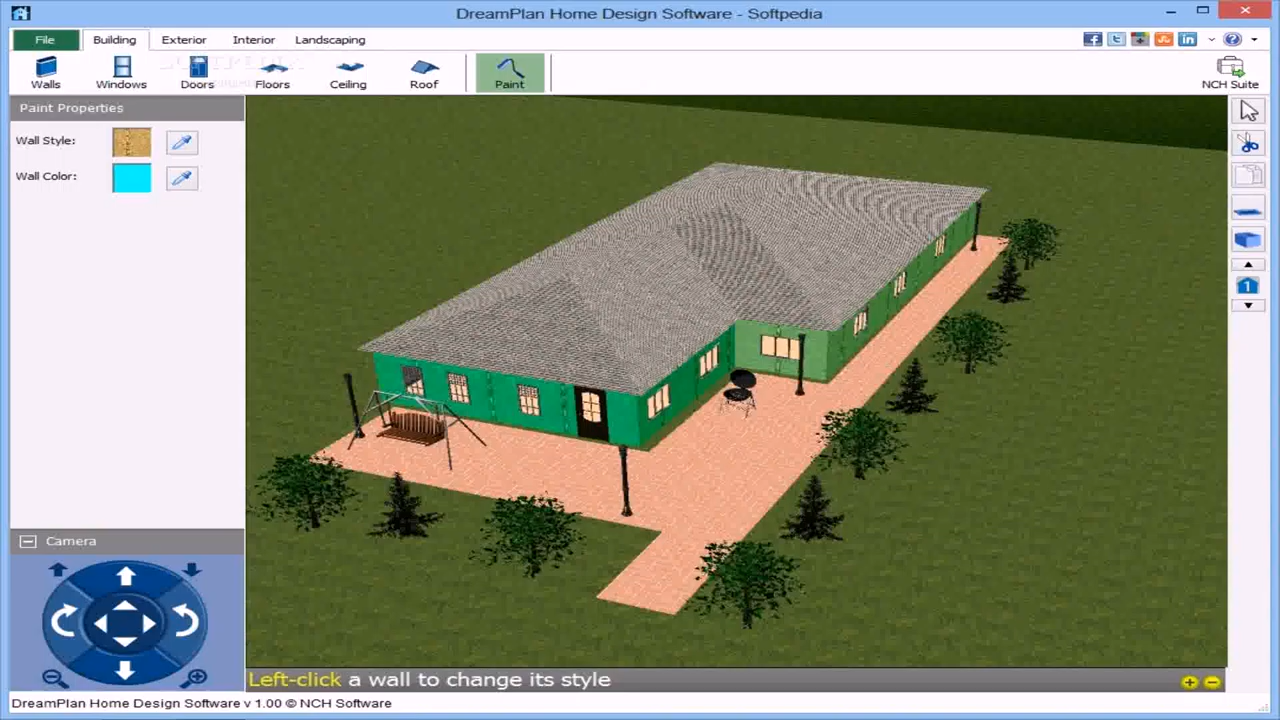 DreamPlan Home Design Software - Softpedia
File Building Exterior Interior Landscaping
Walls Windows Doors Floors Ceiling Roof Paint NCH Suite
Paint Properties
Wall Style:
Wall Color:
1
Camera
Left-click a wall to change its style
DreamPlan Home Design Software v 1.00 © NCH Software